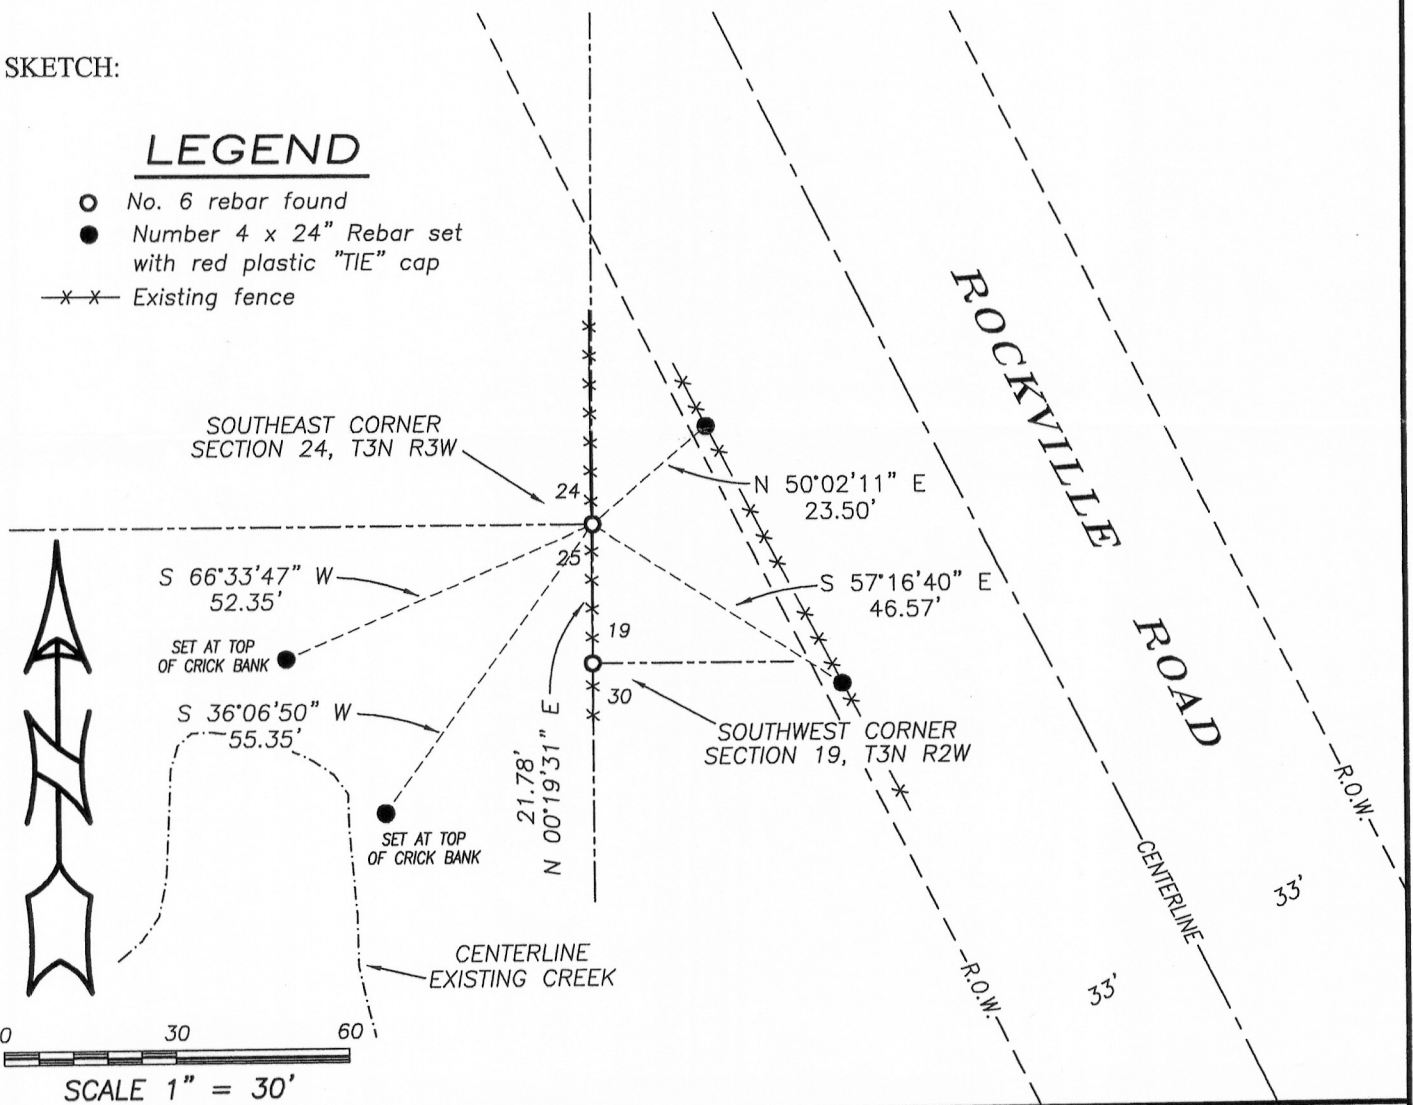 SKETCH:
LEGEND
No. 6 rebar found
Number 4 x 24" Rebar set
with red plastic "TIE" cap
Existing fence
SOUTHEAST CORNER
SECTION 24, T3N R3W
24
25
N 50°02'11" E
23.50'
S 66°33'47" W
52.35'
S 57°16'40" E
46.57'
SET AT TOP
OF CRICK BANK
19
30
S 36°06'50" W
55.35'
SOUTHWEST CORNER
SECTION 19, T3N R2W
21.78'
N 00°19'31" E
SET AT TOP
OF CRICK BANK
ROCKVILLE ROAD
R.O.W.
CENTERLINE
33'
CENTERLINE
EXISTING CREEK
R.O.W.
33'
0 30 60
SCALE 1" = 30'